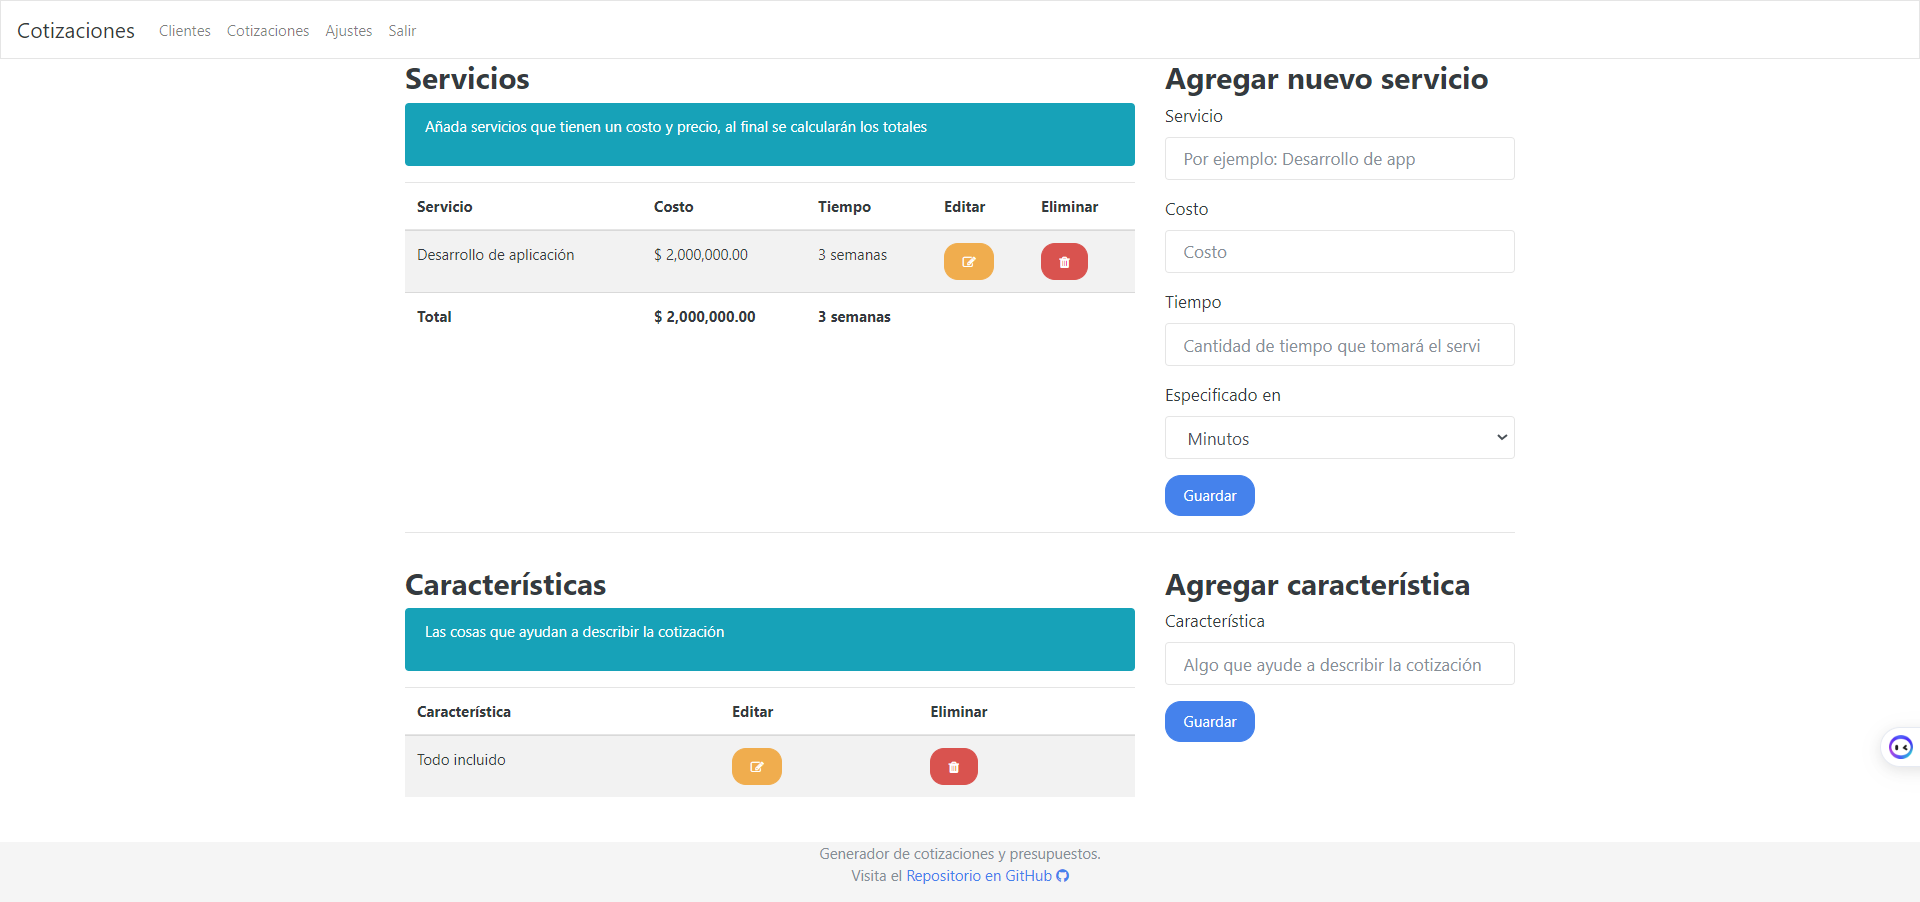 Cotizaciones Clientes Cotizaciones Ajustes Salir
Servicios
Añada servicios que tienen un costo y precio, al final se calcularán los totales
Servicio Costo Tiempo Editar Eliminar
Desarrollo de aplicación $ 2,000,000.00 3 semanas
Total $ 2,000,000.00 3 semanas
Agregar nuevo servicio
Servicio
Por ejemplo: Desarrollo de app
Costo
Costo
Tiempo
Cantidad de tiempo que tomará el servi
Especificado en
Minutos
Guardar
Características
Las cosas que ayudan a describir la cotización
Característica Editar Eliminar
Todo incluido
Agregar característica
Característica
Algo que ayude a describir la cotización
Guardar
Generador de cotizaciones y presupuestos.
Visita el Repositorio en GitHub